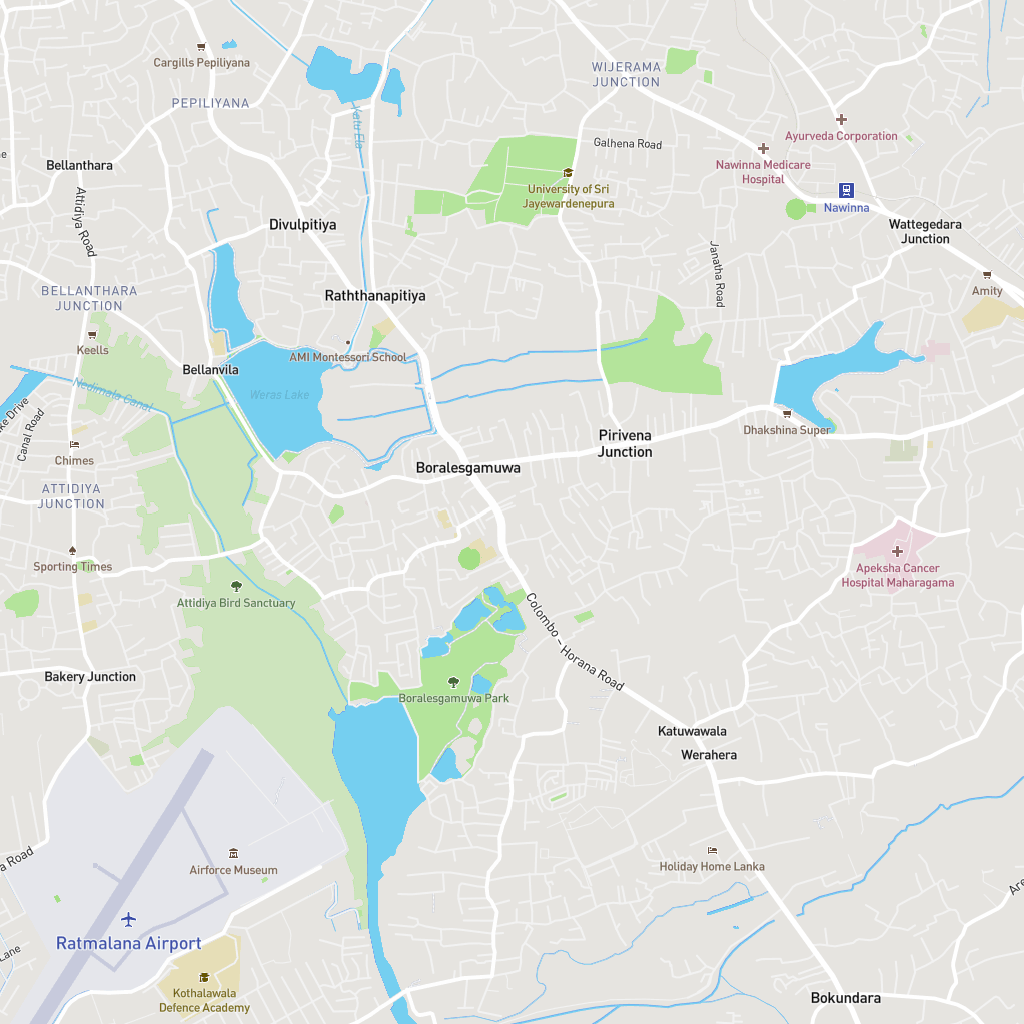 Cargills Pepiliyana
PEPILIYANA
WIJERAMA
JUNCTION
Ayurveda Corporation
Galhena Road
Nawinna Medicare
Hospital
Bellanthara
University of Sri
Jayewardenepura
Nawinna
Attidiya Road
Divulpitiya
Wattegedara
Junction
Janatha Road
BELLANTHARA
JUNCTION
Raththanapitiya
Amity
Keells
AMI Montessori School
Bellanvila
Nedimala Canal
Weras Lake
Canal Road
Dhakshina Super
Pirivena
Junction
Chimes
Boralesgamuwa
ATTIDIYA
JUNCTION
Sporting Times
Apeksha Cancer
Hospital Maharagama
Attidiya Bird Sanctuary
Colombo – Horana Road
Bakery Junction
Boralesgamuwa Park
Katuwawala
Werahera
Airforce Museum
Holiday Home Lanka
Ratmalana Airport
Kothalawala
Defence Academy
Bokundara